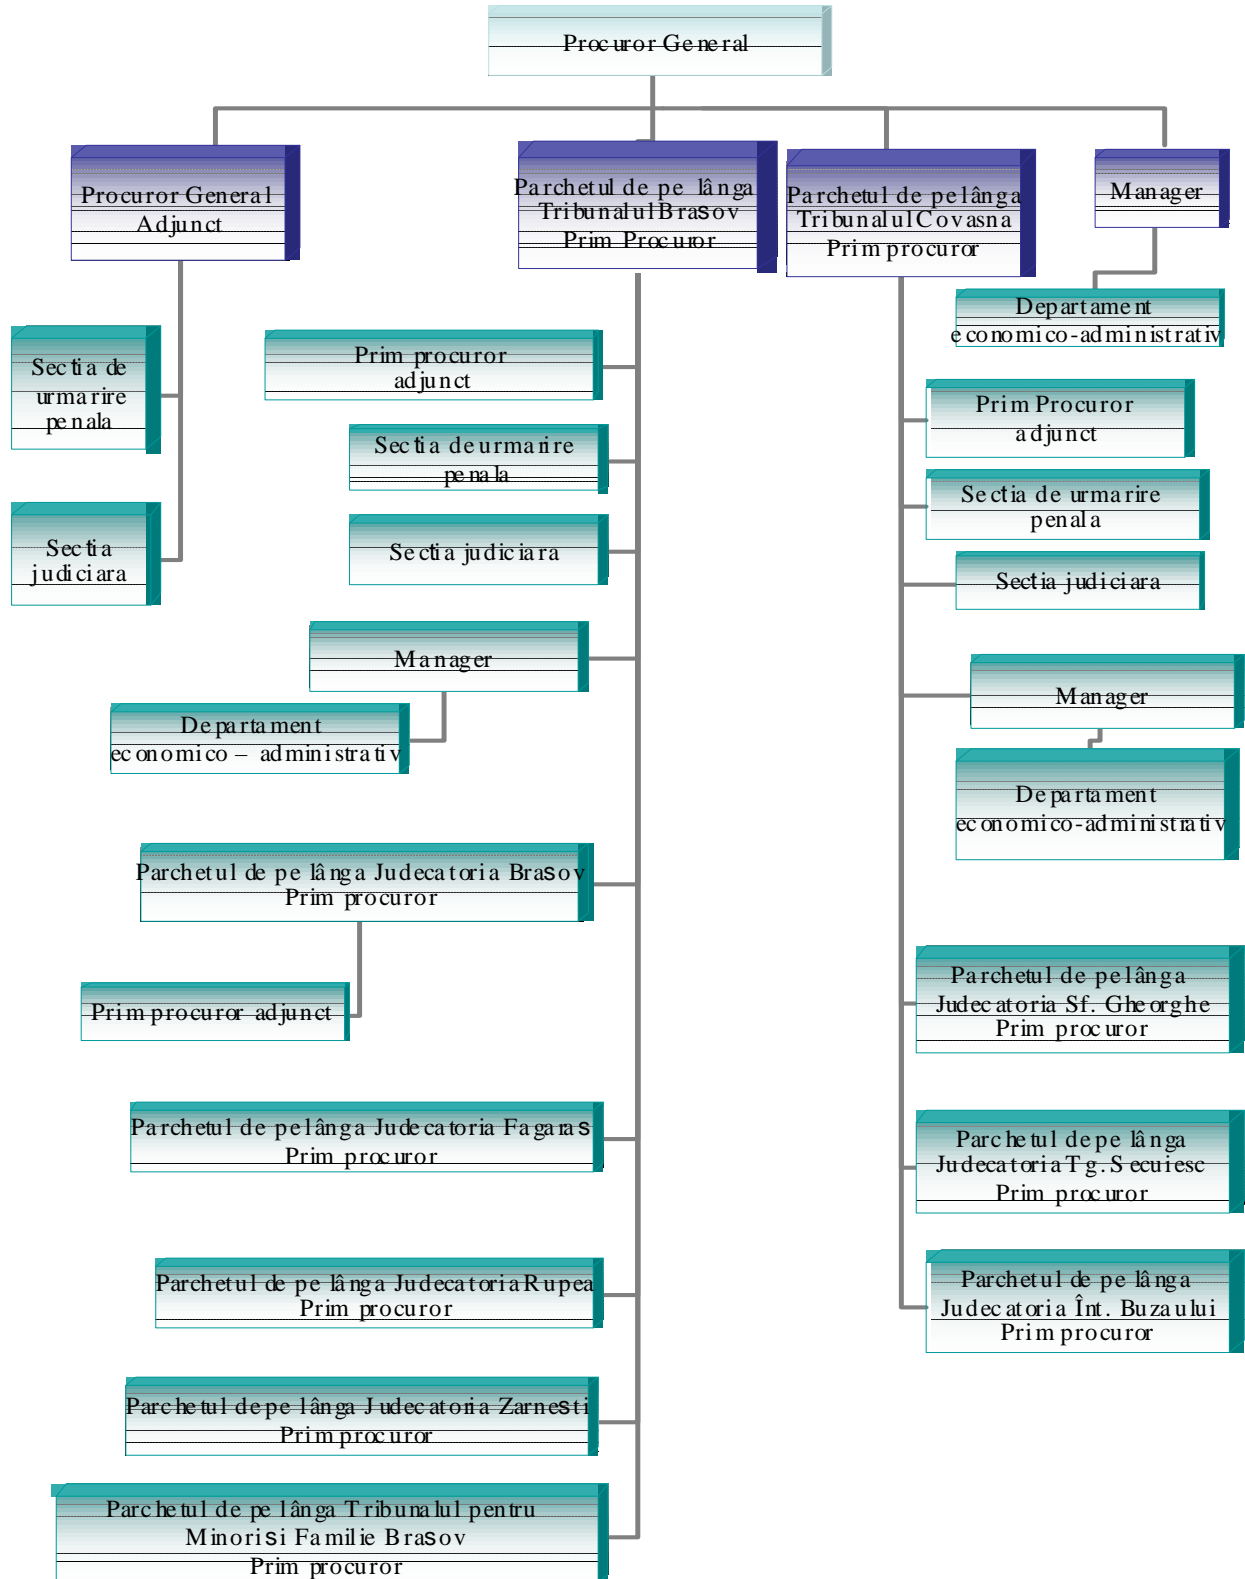 Procuror General
Procuror General
Adjunct
Parchetul de pe lânga
Tribunalul Brasov
Prim Procuror
Parchetul de pe lânga
Tribunalul Covasna
Prim procuror
Manager
Departament
economico-administrativ
Sectia de
urmarire
penala
Sectia
judiciara
Prim procuror
adjunct
Sectia de urmarire
penala
Sectia judiciara
Manager
Departament
economico – administrativ
Parchetul de pe lânga Judecatoria Brasov
Prim procuror
Prim procuror adjunct
Parchetul de pe lânga Judecatoria Fagaras
Prim procuror
Parchetul de pe lânga Judecatoria Rupea
Prim procuror
Parchetul de pe lânga Judecatoria Zarnesti
Prim procuror
Parchetul de pe lânga Tribunalul pentru
Minori si Familie Brasov
Prim procuror
Prim Procuror
adjunct
Sectia de urmarire
penala
Sectia judiciara
Manager
Departament
economico-administrativ
Parchetul de pe lânga
Judecatoria Sf. Gheorghe
Prim procuror
Parchetul de pe lânga
Judecatoria Tg. Secuiesc
Prim procuror
Parchetul de pe lânga
Judecatoria Înt. Buzaului
Prim procuror